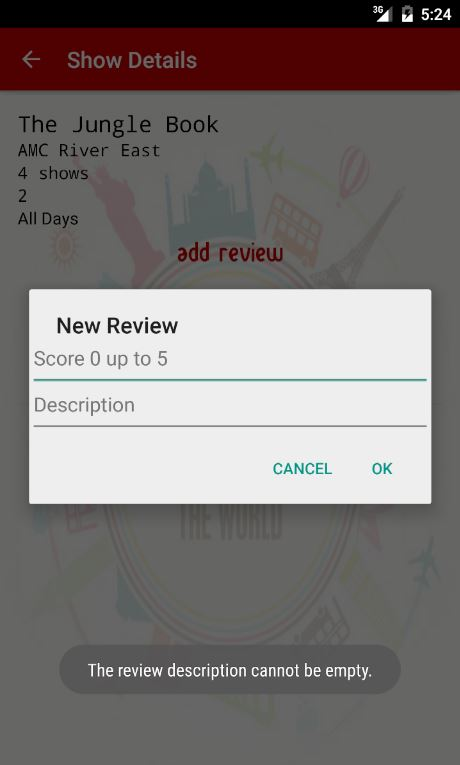 3G 5:24
Show Details
The Jungle Book
AMC River East
4 shows
2
All Days
add review
New Review
Score 0 up to 5
Description
CANCEL OK
THE WORLD
The review description cannot be empty.